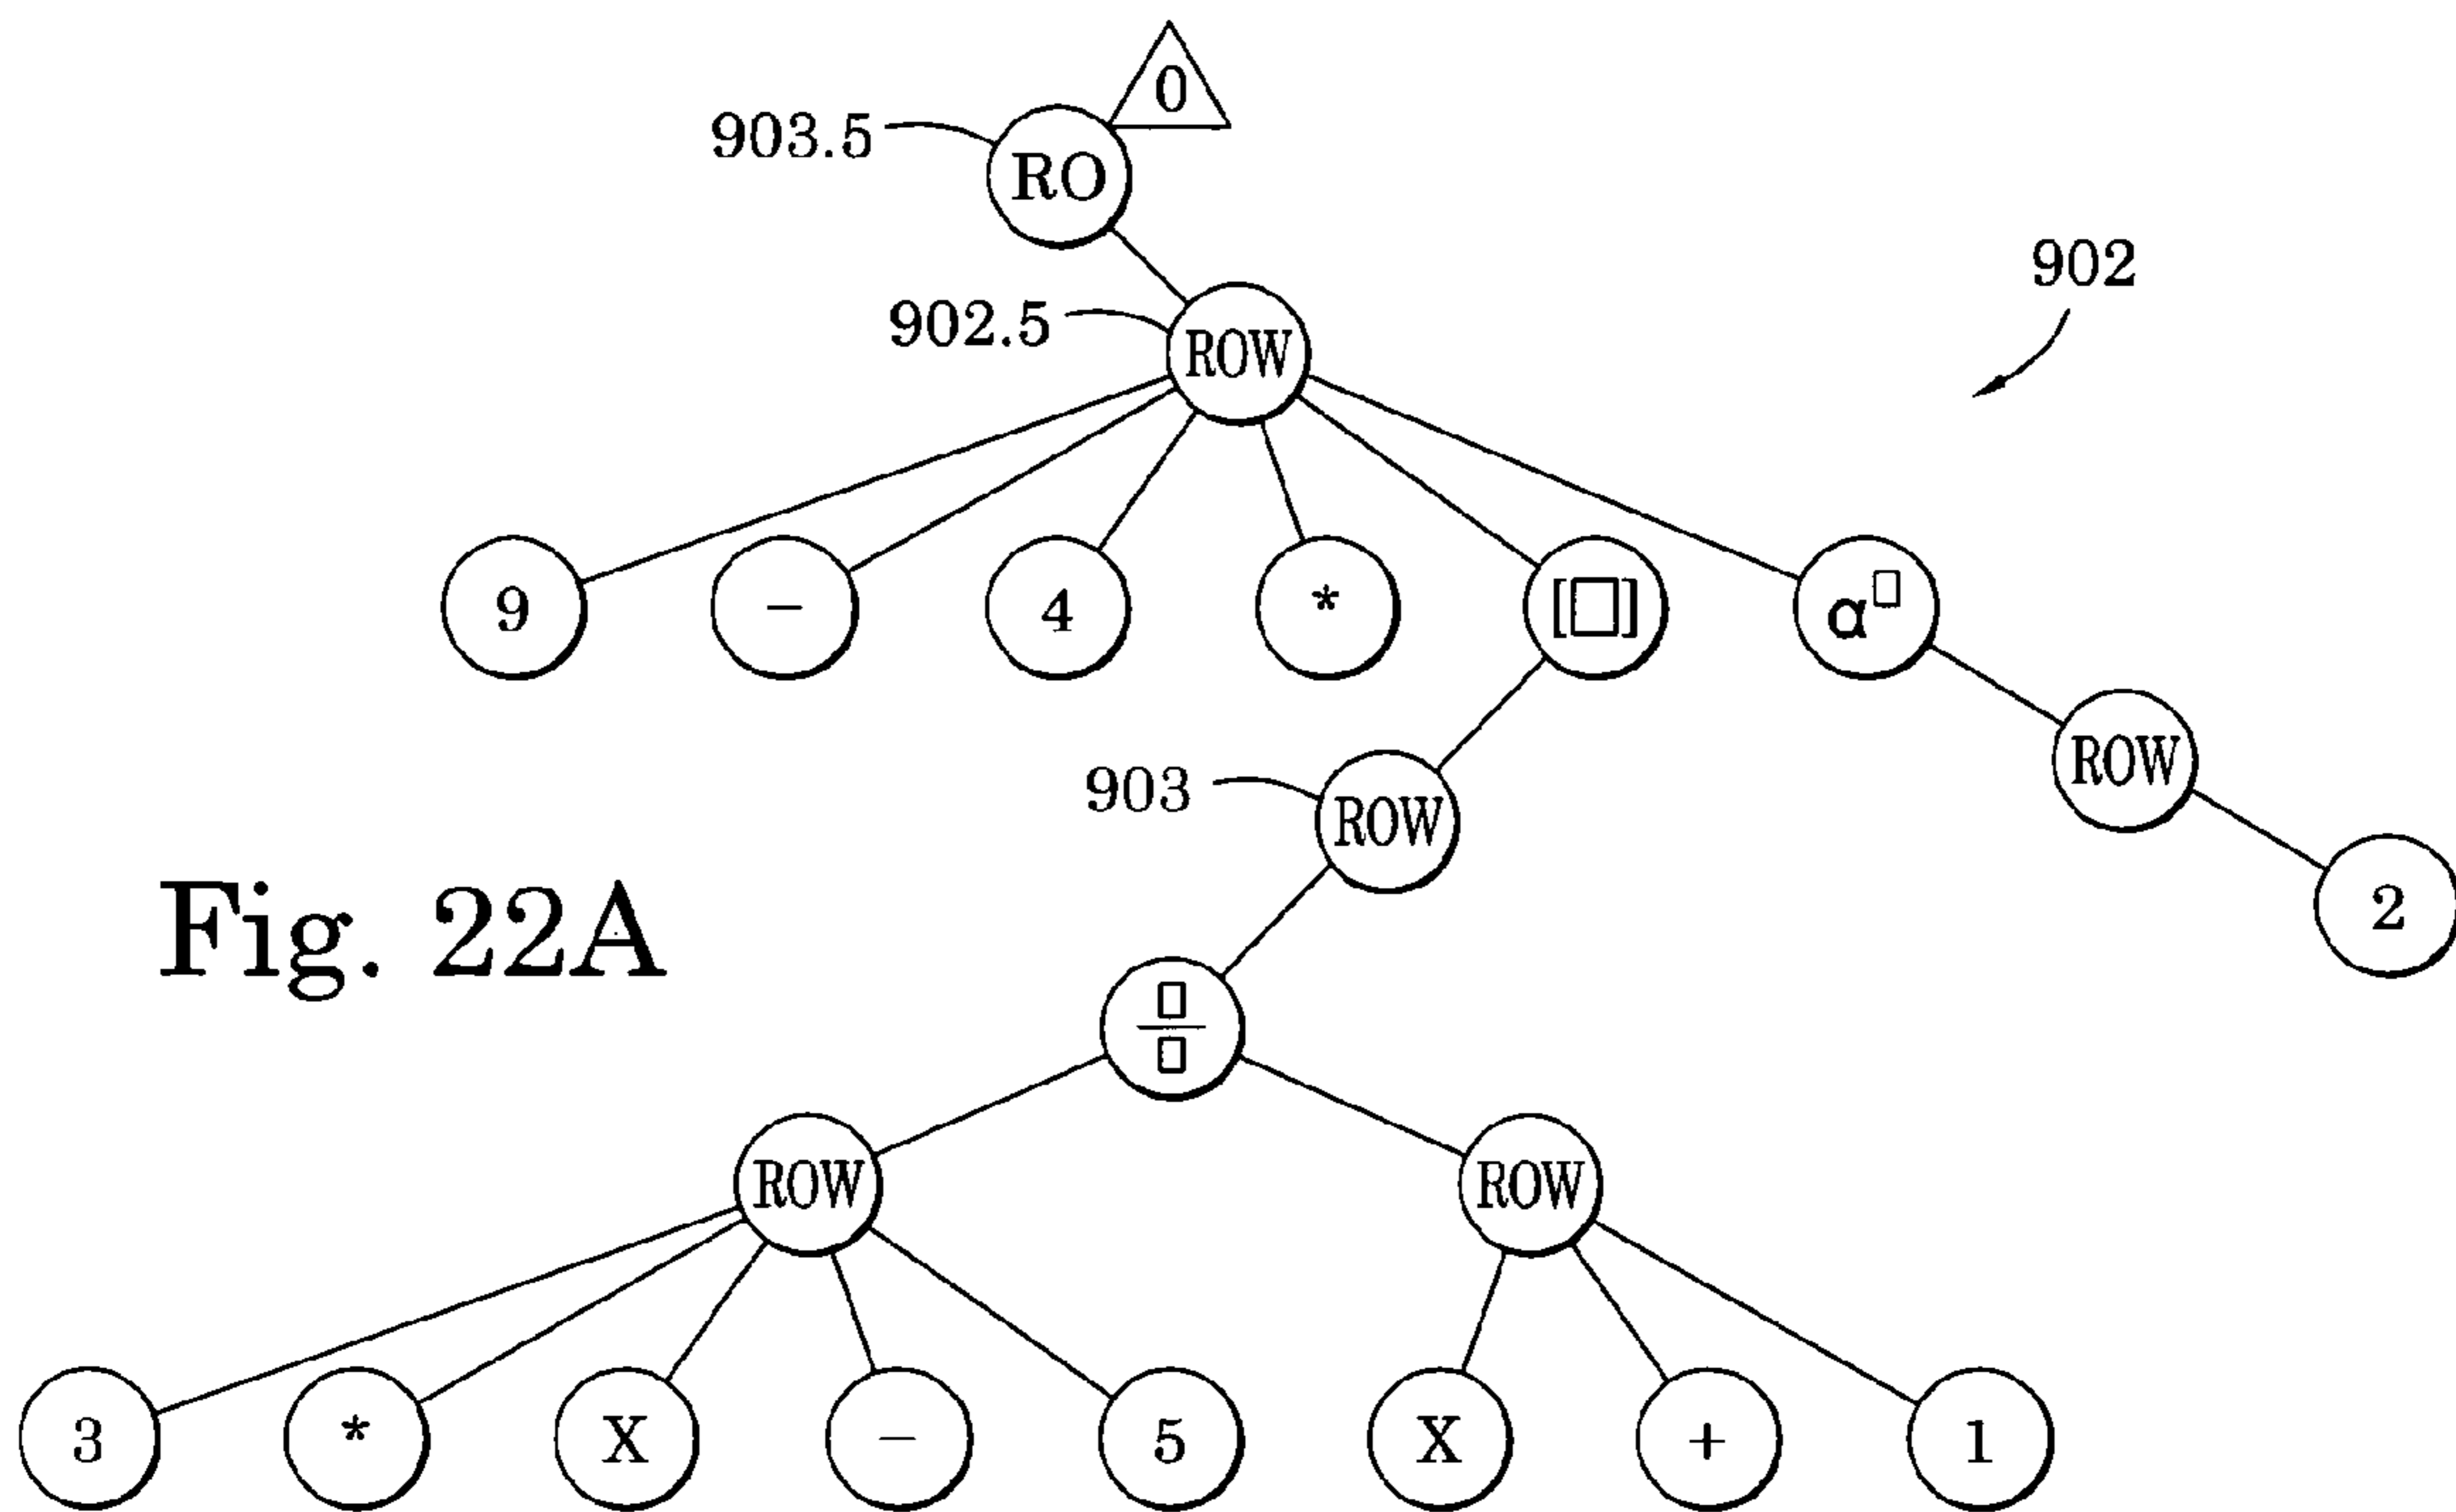 0
903.5 RO
902
902.5 ROW
9 - 4 * [□] α□
ROW
903 ROW
2
Fig. 22A
□/□
ROW ROW
3 * X - 5 X + 1